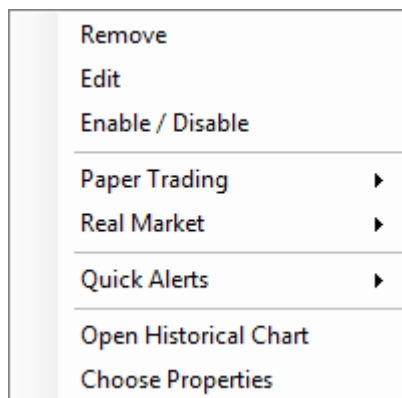 Remove
Edit
Enable / Disable
Paper Trading
Real Market
Quick Alerts
Open Historical Chart
Choose Properties